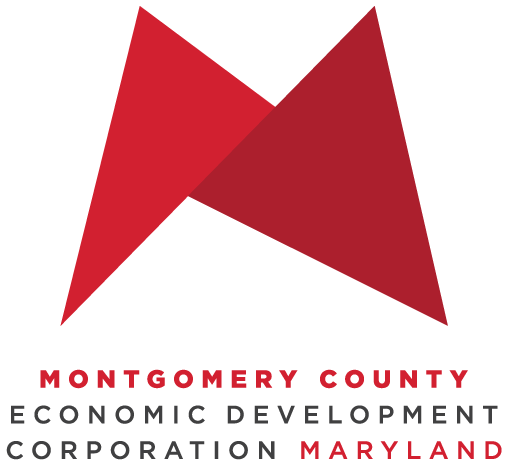 MONTGOMERY COUNTY
ECONOMIC DEVELOPMENT
CORPORATION MARYLAND